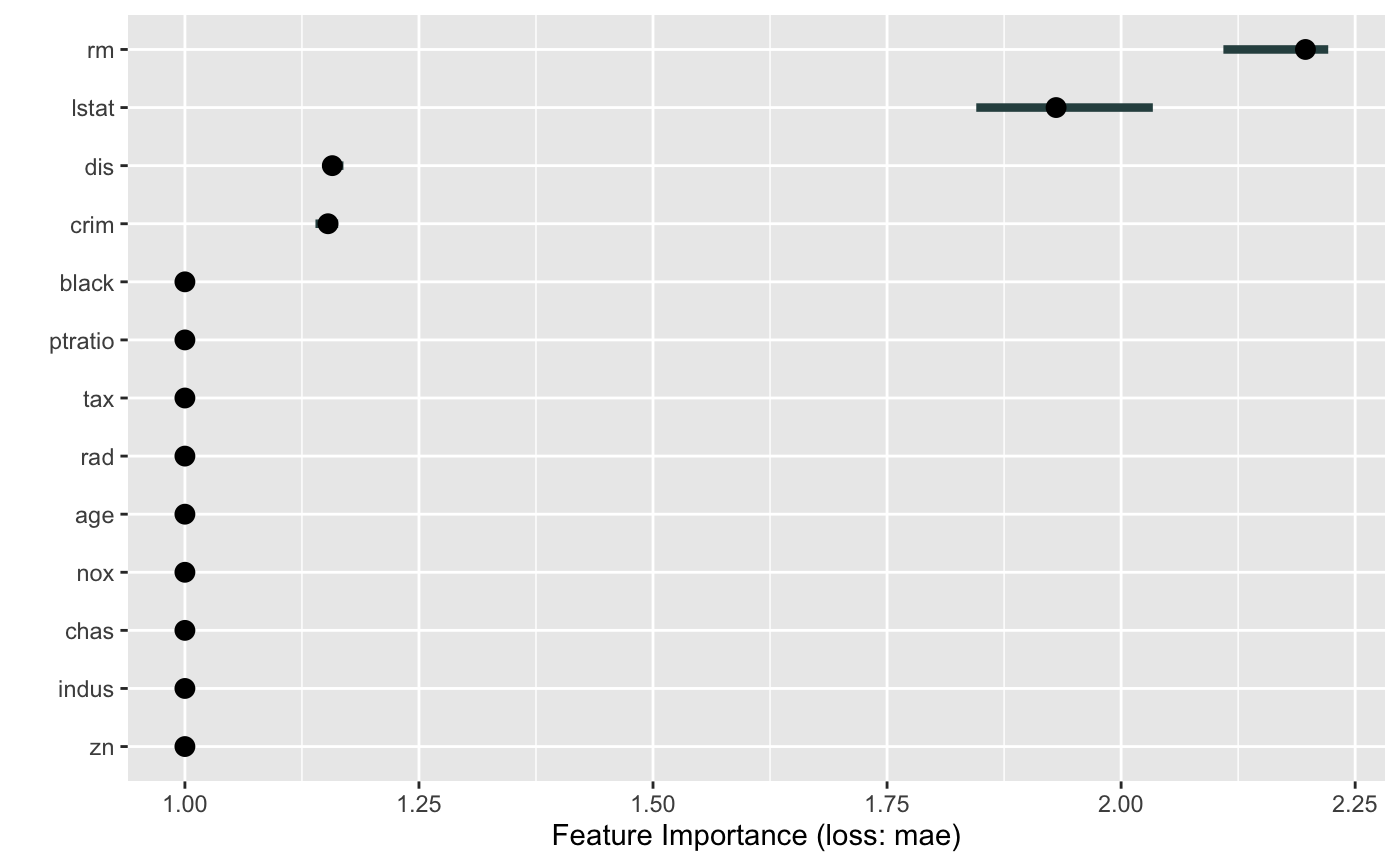 rm
lstat
dis
crim
black
ptratio
tax
rad
age
nox
chas
indus
zn
1.00 1.25 1.50 1.75 2.00 2.25
Feature Importance (loss: mae)